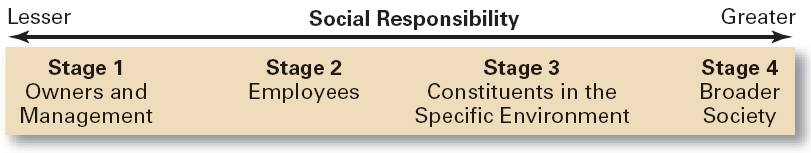 Lesser Social Responsibility Greater
Stage 1 Stage 2 Stage 3 Stage 4
Owners and Employees Constituents in the Broader
Management Specific Environment Society